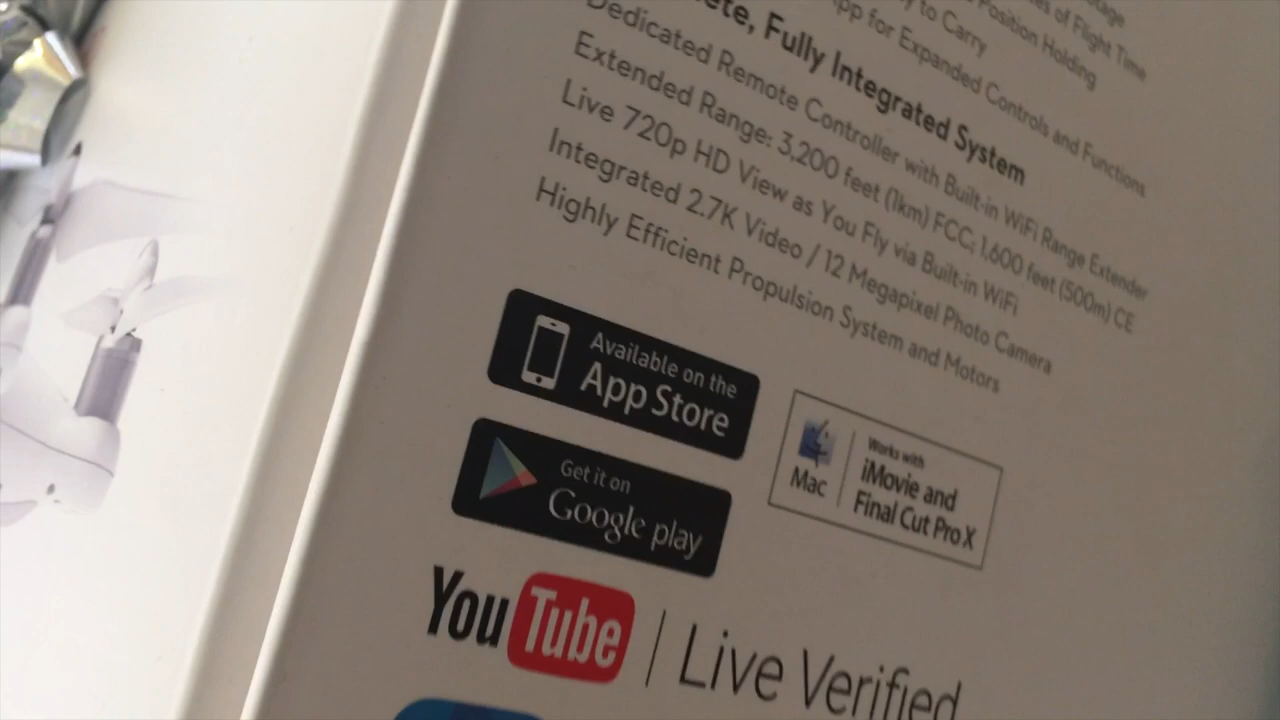 of Flight Time
to Carry
Position Holding
App for Expanded Controls and Functions
Fully Integrated System
Dedicated Remote Controller with Built-in WiFi Range Extender
Extended Range: 3,200 feet (1km) FCC; 1,600 feet (500m) CE
Live 720p HD View as You Fly via Built-in WiFi
Integrated 2.7K Video / 12 Megapixel Photo Camera
Highly Efficient Propulsion System and Motors
Available on the
App Store
Get it on
Google play
Mac
Works with
iMovie and
Final Cut Pro X
YouTube | Live Verified